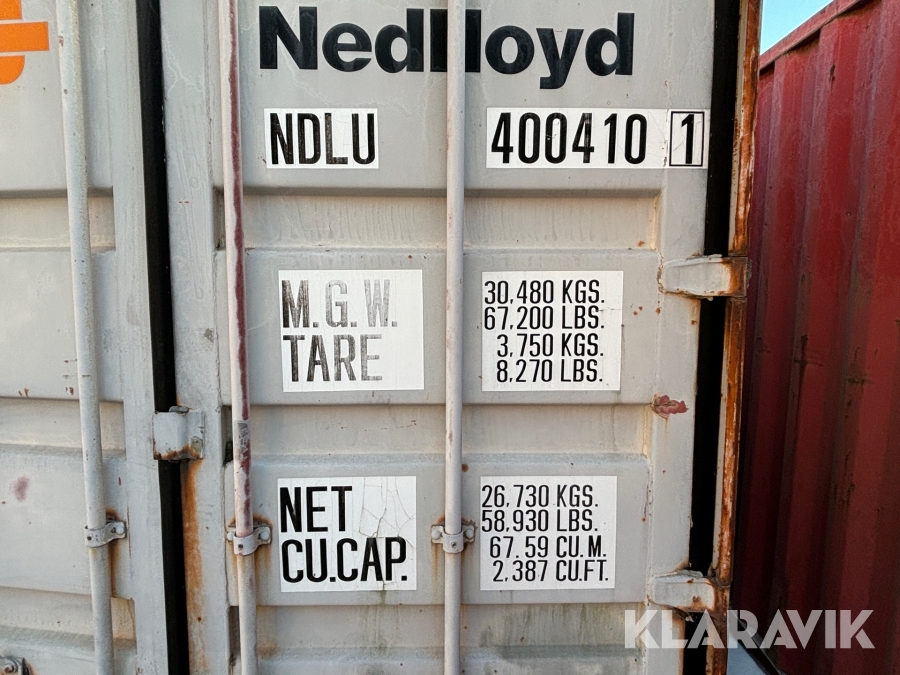 Nedlloyd
NDLU 400410 1
M.G.W. 30,480 KGS.
67,200 LBS.
TARE 3,750 KGS.
8,270 LBS.
NET 26,730 KGS.
58,930 LBS.
CU.CAP. 67.59 CU.M.
2,387 CU.FT.
KLARAVIK